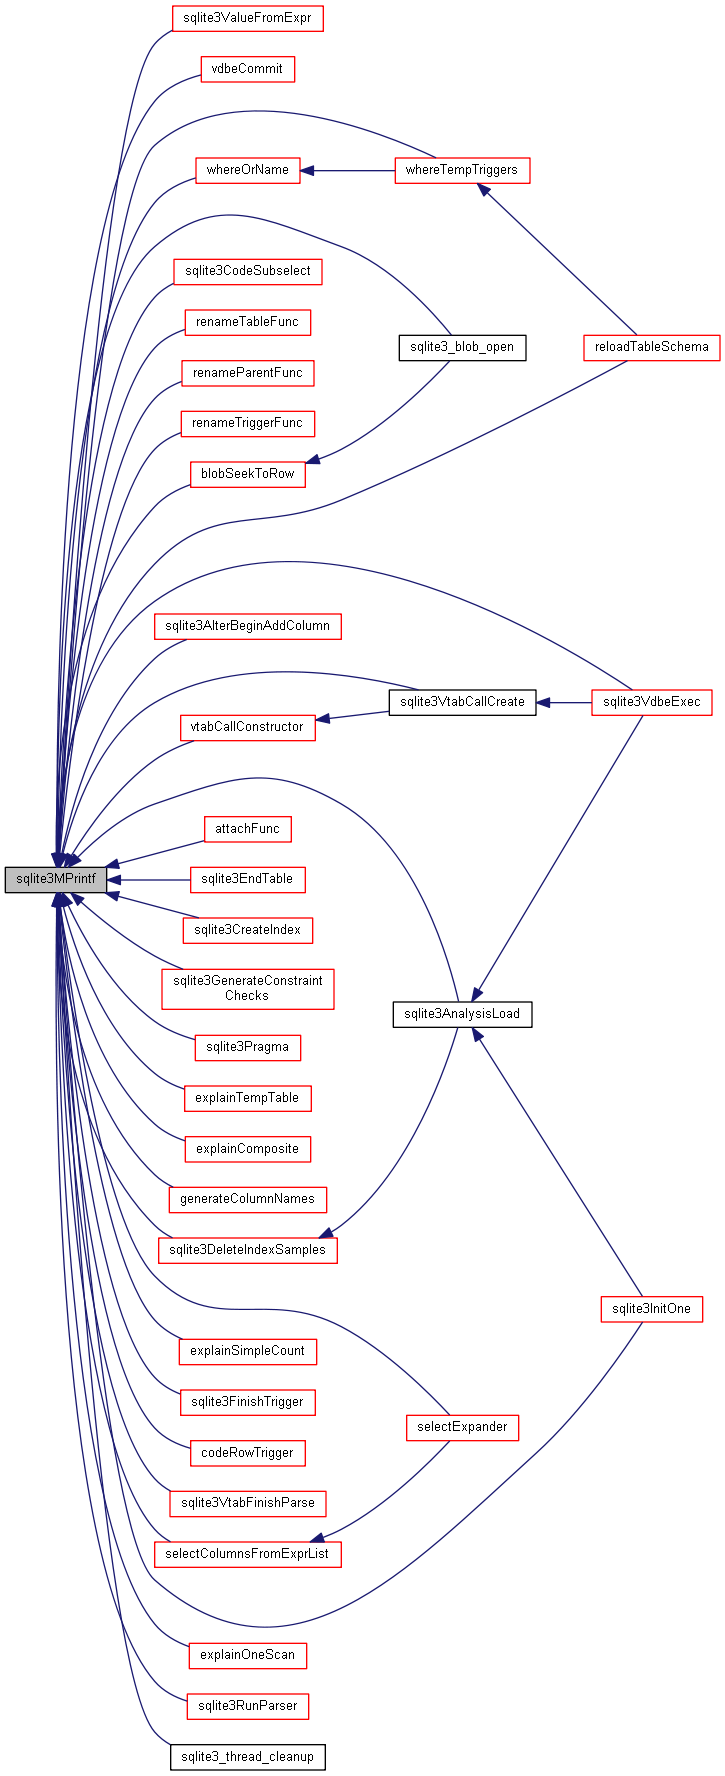 sqlite3ValueFromExpr
vdbeCommit
whereOrName
whereTempTriggers
sqlite3CodeSubselect
renameTableFunc
sqlite3_blob_open
reloadTableSchema
renameParentFunc
renameTriggerFunc
blobSeekToRow
sqlite3AlterBeginAddColumn
sqlite3VtabCallCreate
sqlite3VdbeExec
vtabCallConstructor
attachFunc
sqlite3MPrintf
sqlite3EndTable
sqlite3CreateIndex
sqlite3GenerateConstraint
Checks
sqlite3AnalysisLoad
sqlite3Pragma
explainTempTable
explainComposite
generateColumnNames
sqlite3DeleteIndexSamples
sqlite3InitOne
explainSimpleCount
sqlite3FinishTrigger
selectExpander
codeRowTrigger
sqlite3VtabFinishParse
selectColumnsFromExprList
explainOneScan
sqlite3RunParser
sqlite3_thread_cleanup